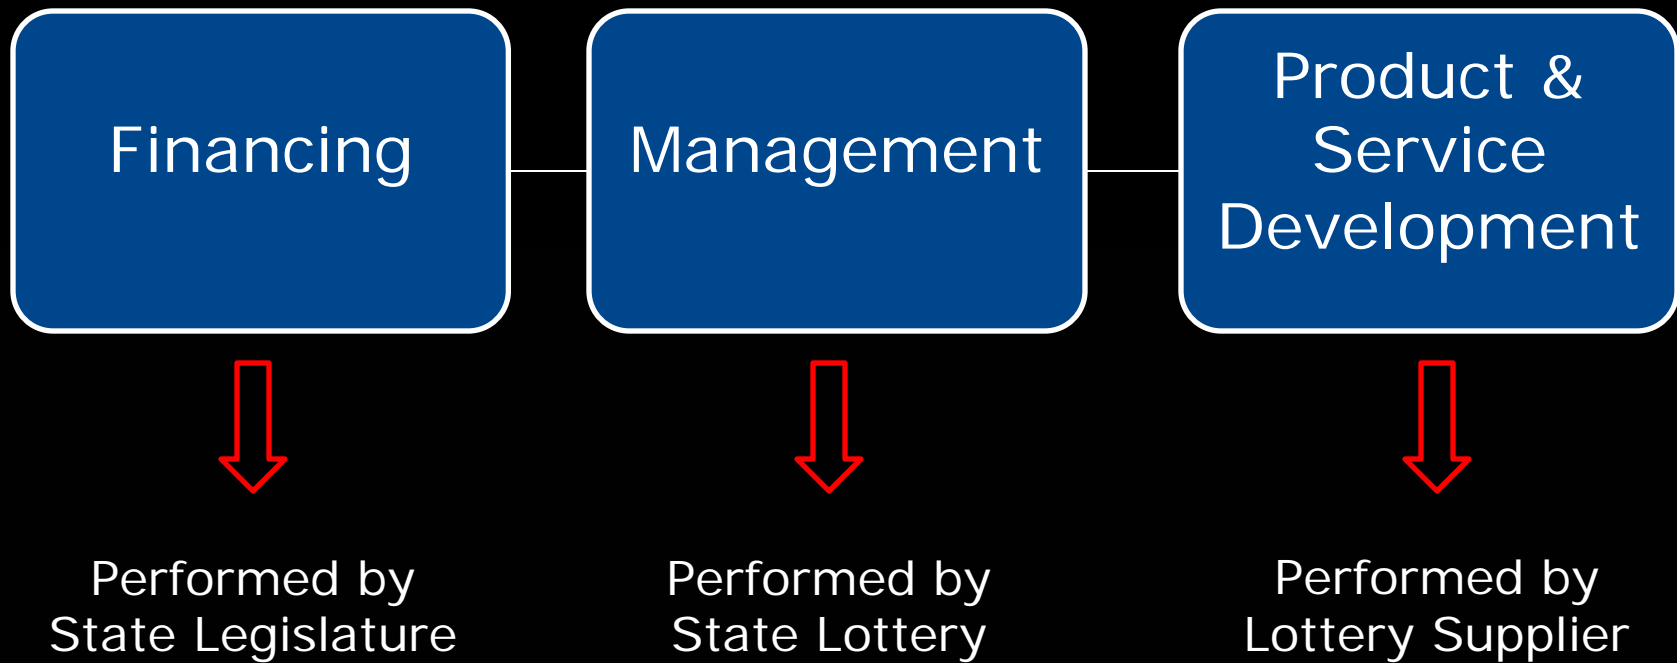 Financing
Management
Product &
Service
Development
Performed by
State Legislature
Performed by
State Lottery
Performed by
Lottery Supplier